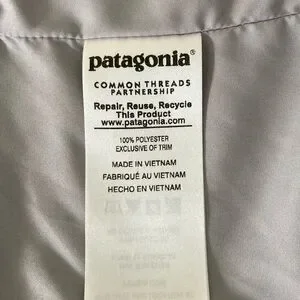 patagonia®
COMMON THREADS
PARTNERSHIP
Repair, Reuse, Recycle
This Product
www.patagonia.com
100% POLYESTER
EXCLUSIVE OF TRIM
MADE IN VIETNAM
FABRIQUÉ AU VIETNAM
HECHO EN VIETNAM